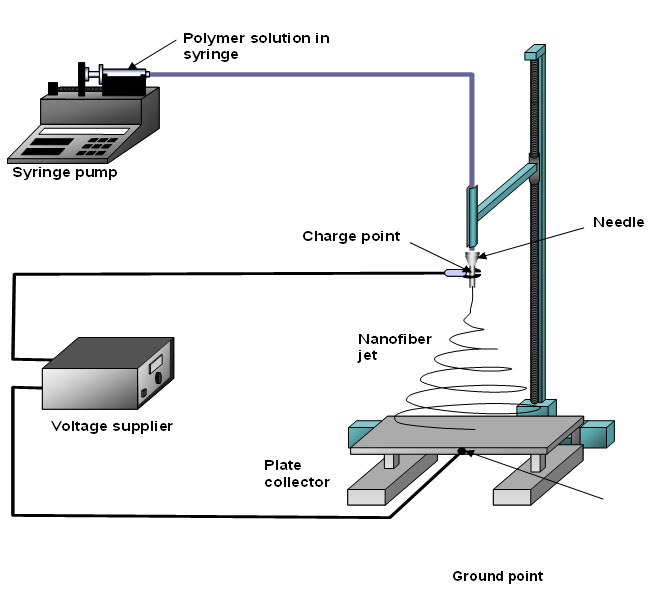 Polymer solution in
syringe
Syringe pump
Needle
Charge point
Nanofiber
jet
Voltage supplier
Plate
collector
Ground point